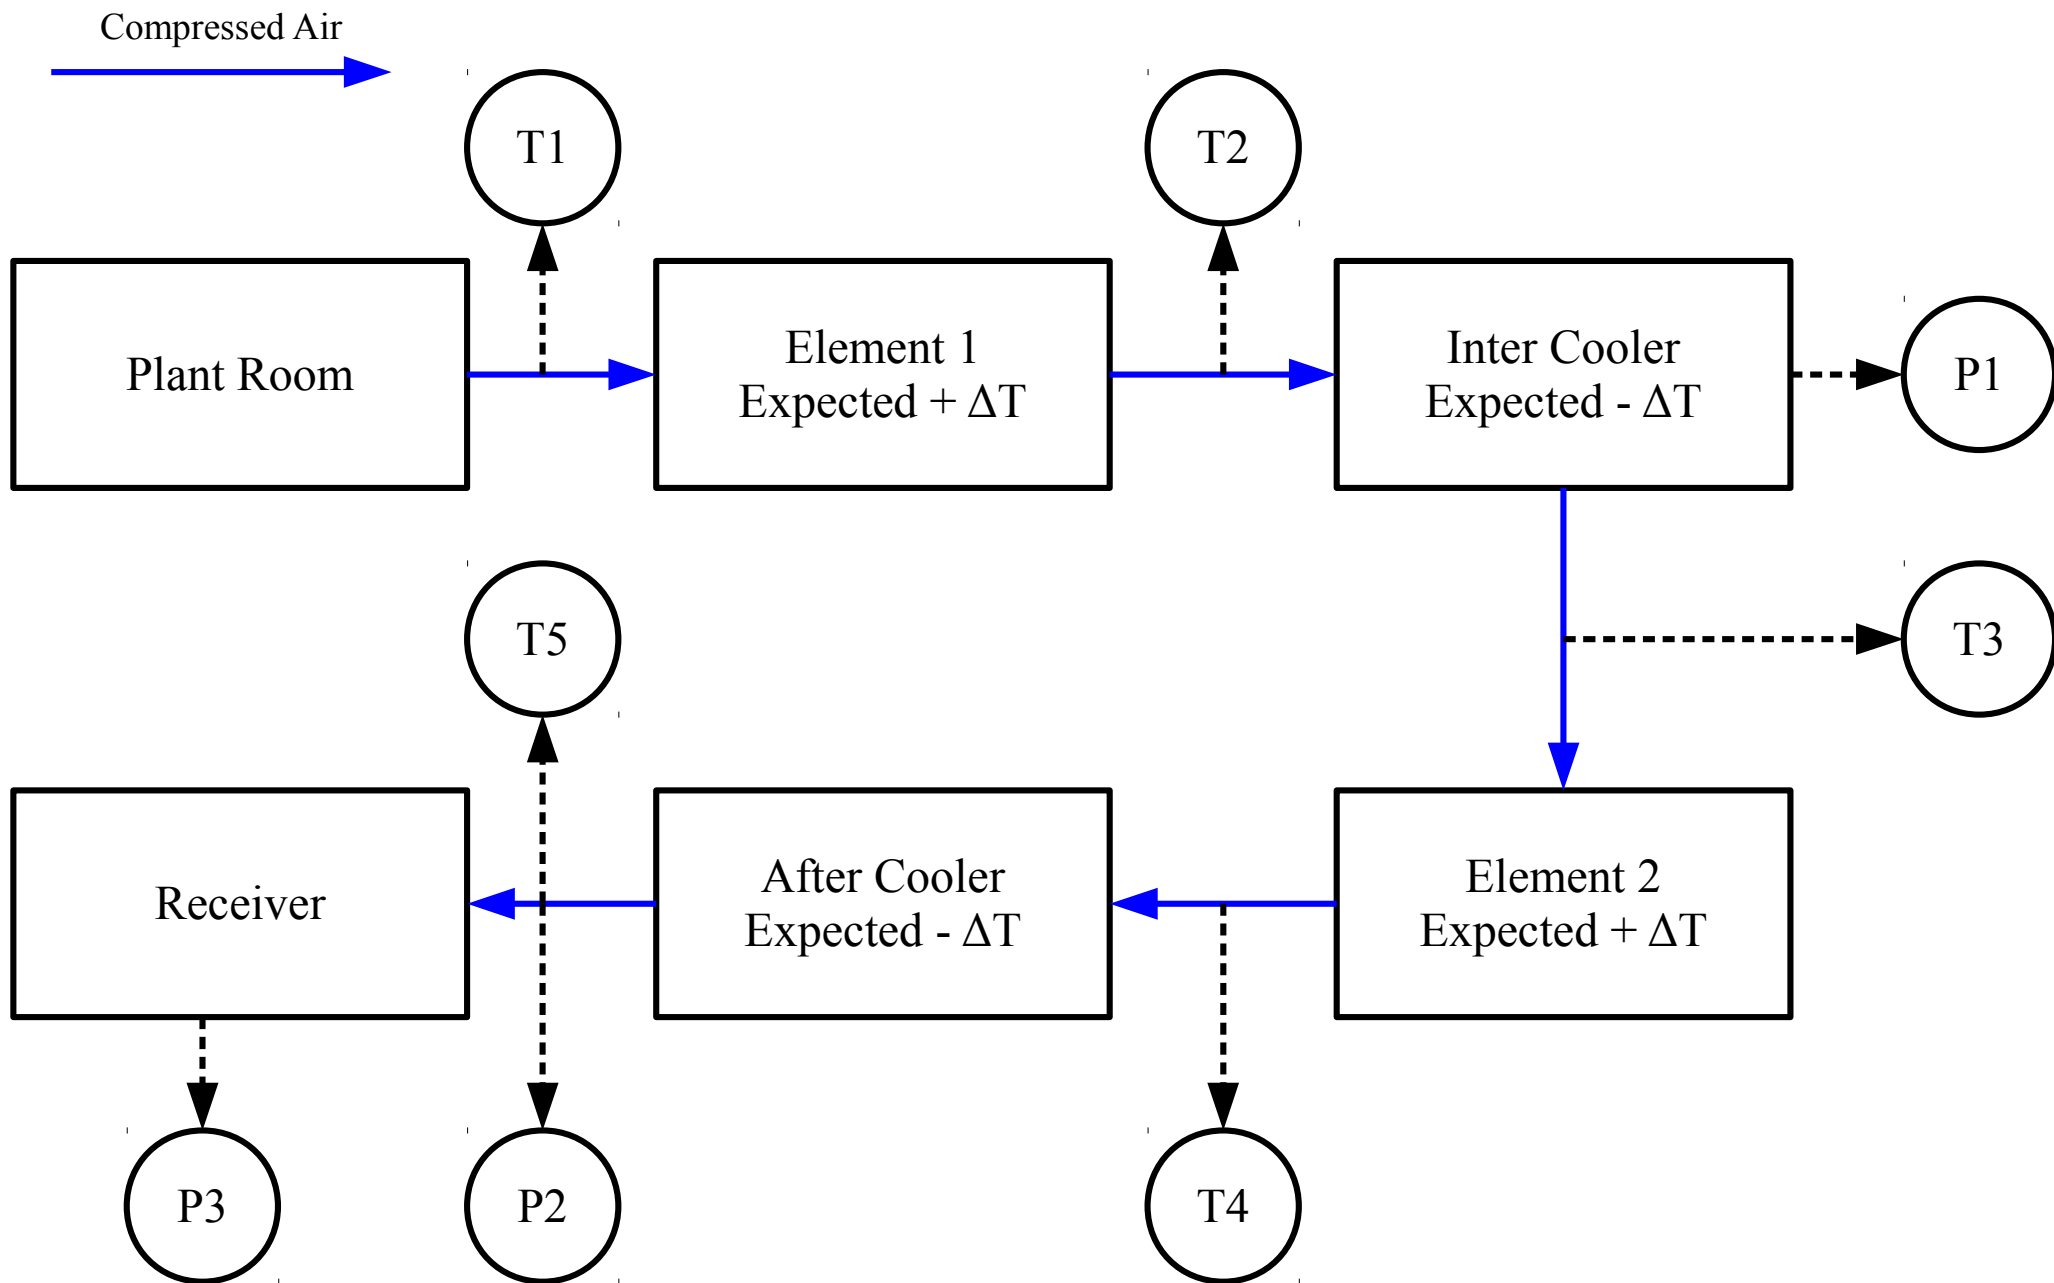 Compressed Air
T1
T2
Plant Room
Element 1
Expected + ΔT
Inter Cooler
Expected - ΔT
P1
T5
T3
Receiver
After Cooler
Expected - ΔT
Element 2
Expected + ΔT
P3
P2
T4